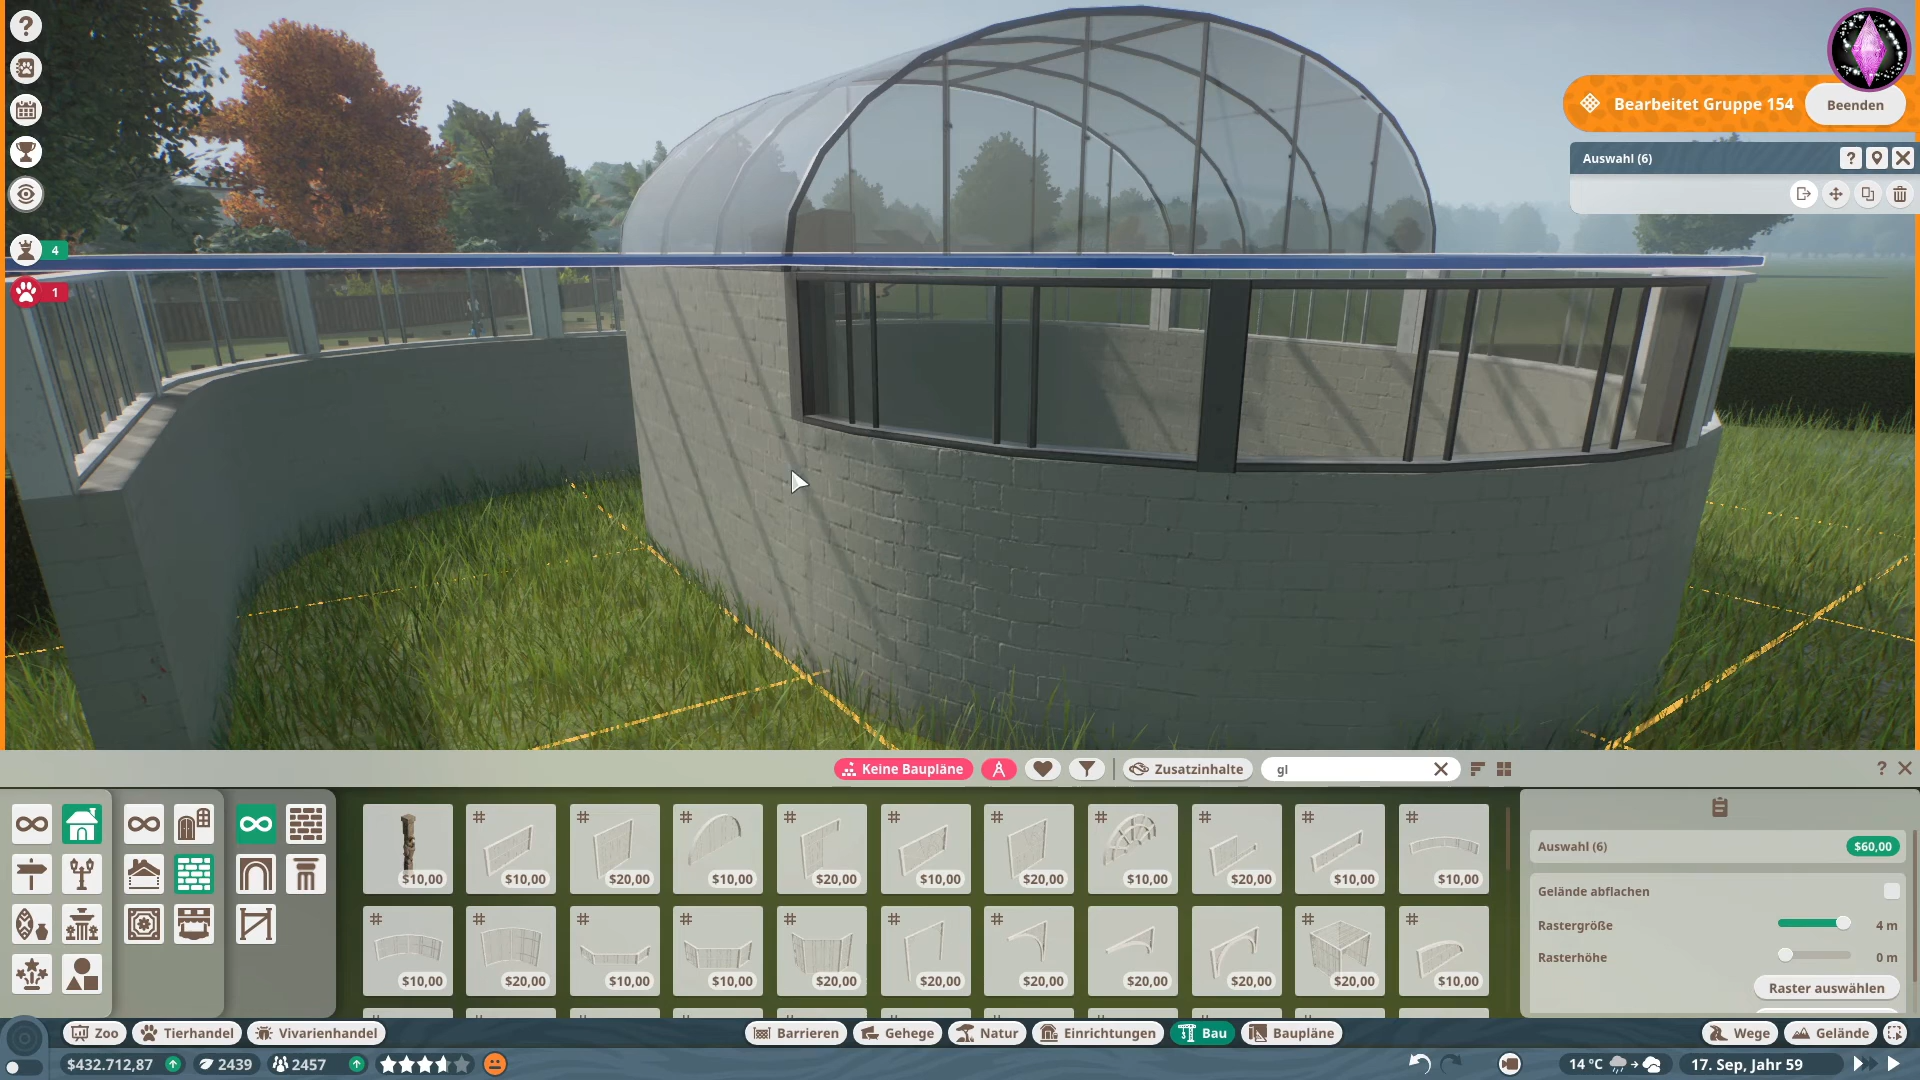 Bearbeitet Gruppe 154
Beenden
Auswahl (6)
?
?
4
1
Keine Baupläne
Zusatzinhalte
gl
?
$10,00 $10,00 $20,00 $10,00 $20,00 $10,00 $20,00 $10,00 $20,00 $10,00 $10,00
$10,00 $20,00 $10,00 $10,00 $20,00 $20,00 $20,00 $20,00 $20,00 $20,00 $10,00
Auswahl (6) $60,00
Gelände abflachen
Rastergröße 4 m
Rasterhöhe 0 m
Raster auswählen
Zoo Tierhandel Vivarienhandel Barrieren Gehege Natur Einrichtungen Bau Baupläne Wege Gelände
$432.712,87 2439 2457 14 °C 17. Sep, Jahr 59